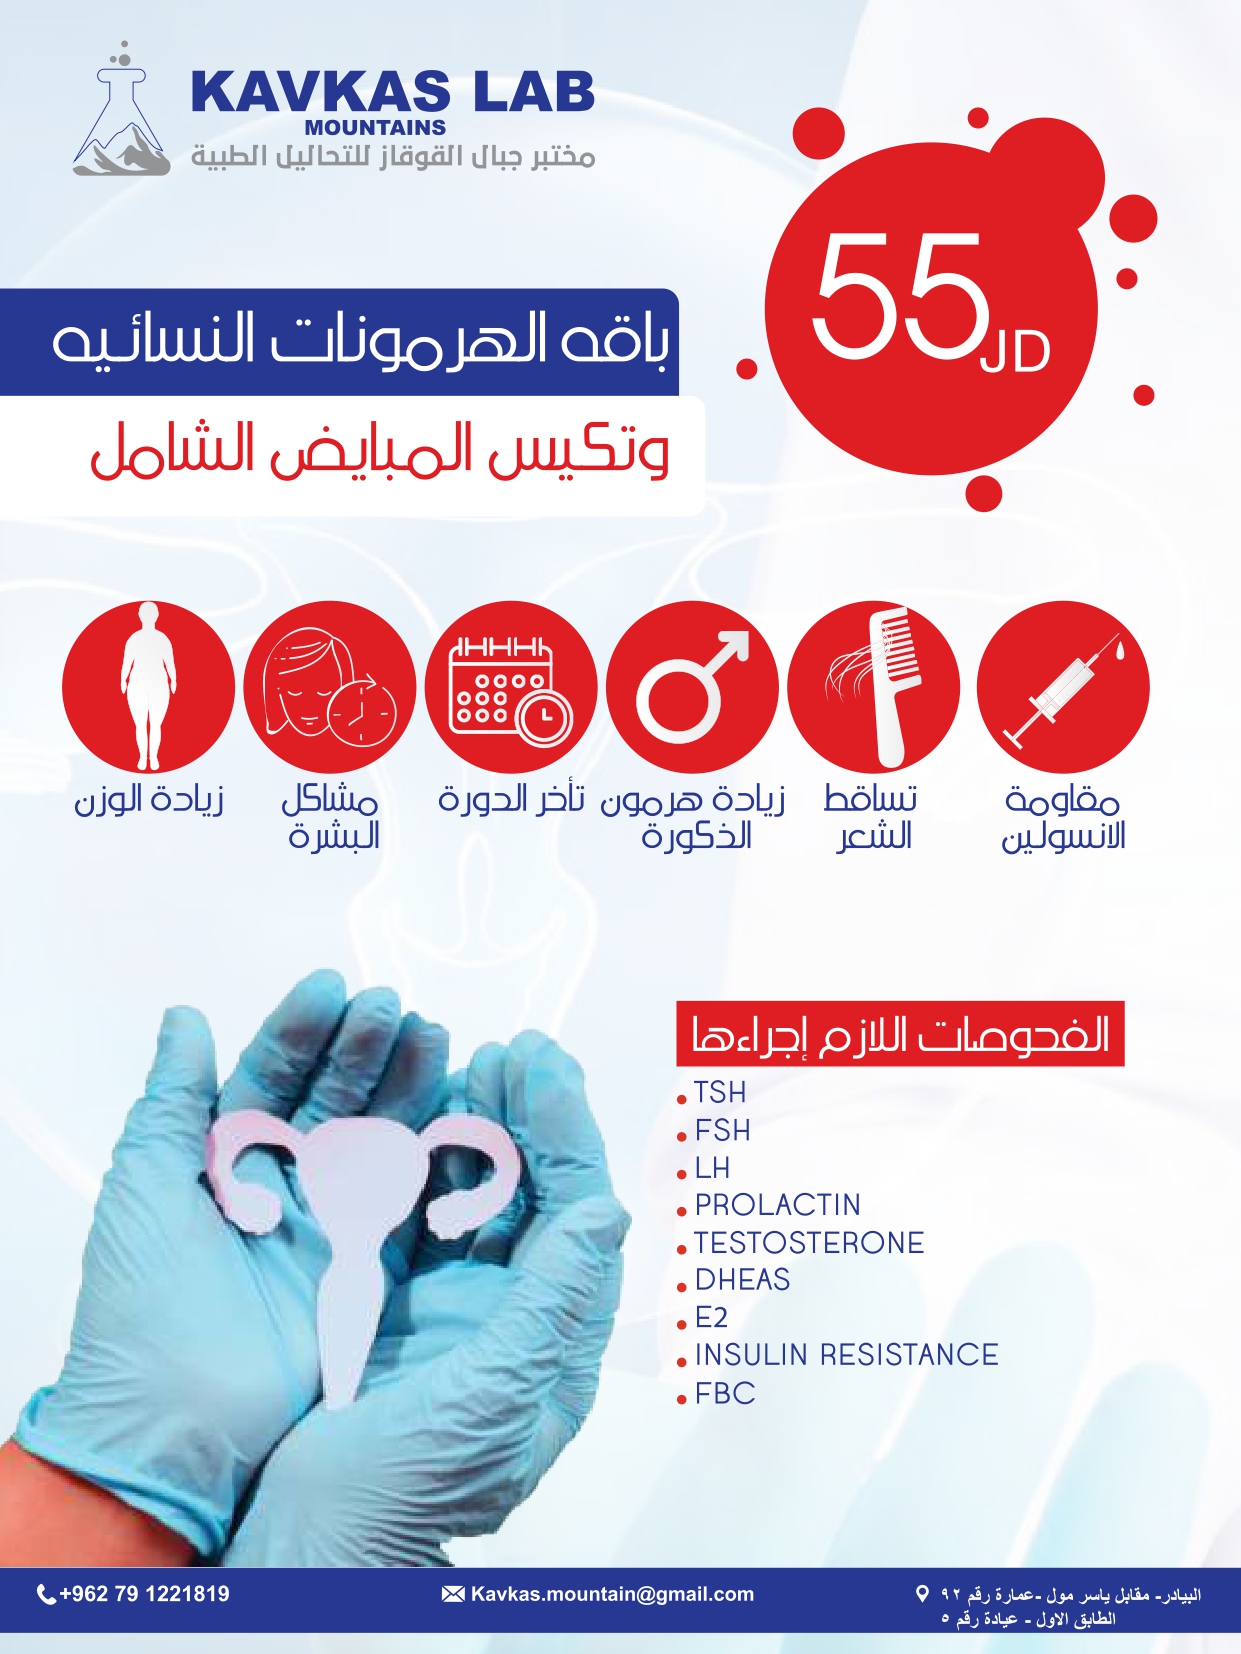 KAVKAS LAB
MOUNTAINS
مختبر جبال القوقاز للتحاليل الطبية
55JD
باقه الهرمونات النسائيه
وتكيس المبايض الشامل
مقاومة
الانسولين
تساقط
الشعر
زيادة هرمون
الذكورة
تأخر الدورة
مشاكل
البشرة
زيادة الوزن
الفحوصات اللازم إجراءها
TSH
FSH
LH
PROLACTIN
TESTOSTERONE
DHEAS
E2
INSULIN RESISTANCE
FBC
+962 79 1221819
Kavkas.mountain@gmail.com
البيادر- مقابل ياسر مول -عمارة رقم ٩٢
الطابق الاول - عيادة رقم ٥